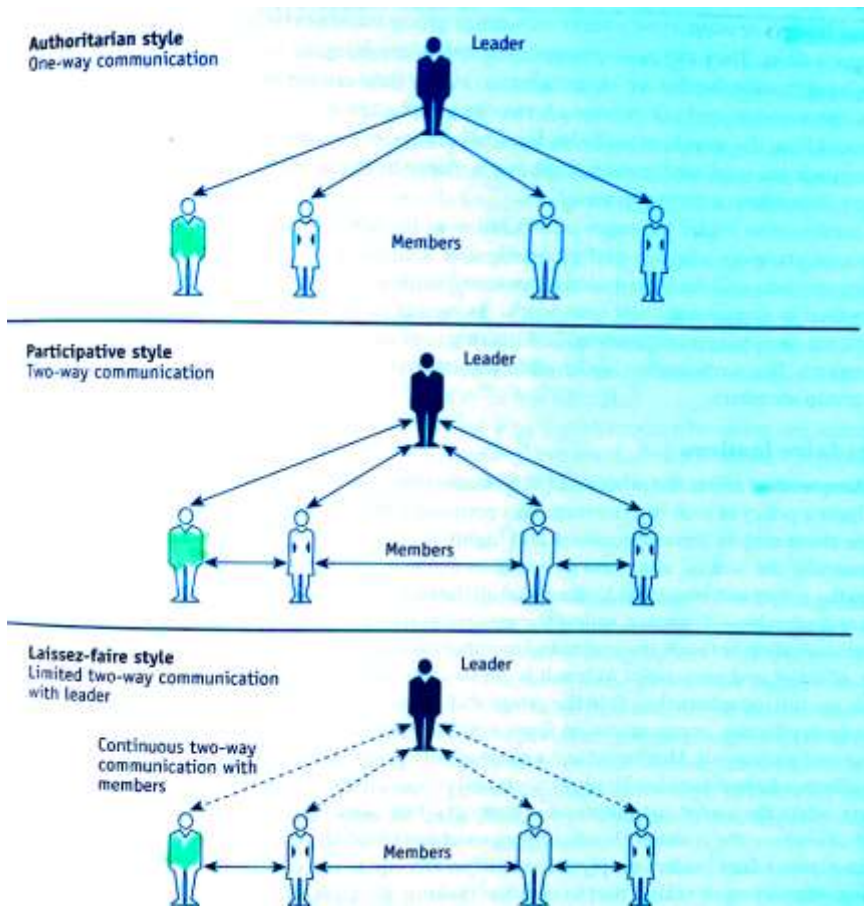 Authoritarian style
One-way communication
Leader
Members
Participative style
Two-way communication
Leader
Members
Laissez-faire style
Limited two-way communication
with leader
Leader
Continuous two-way
communication with
members
Members